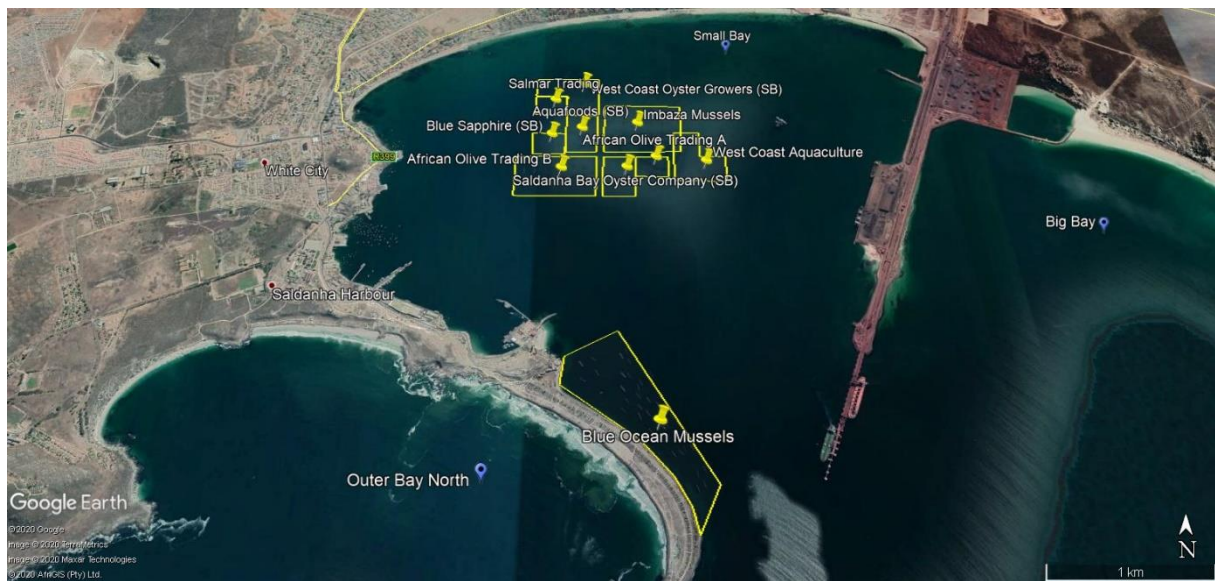 Small Bay
Salmar Trading
West Coast Oyster Growers (SB)
Aquafoods (SB)
Imbaza Mussels
Blue Sapphire (SB)
African Olive Trading A
R399
West Coast Aquaculture
African Olive Trading B
White City
Saldanha Bay Oyster Company (SB)
Big Bay
Saldanha Harbour
Blue Ocean Mussels
Outer Bay North
Google Earth
©2020 Google
Image © 2020 TerraMetrics
Image © 2020 Maxar Technologies
©2020 AfriGIS (Pty) Ltd.
N
1 km